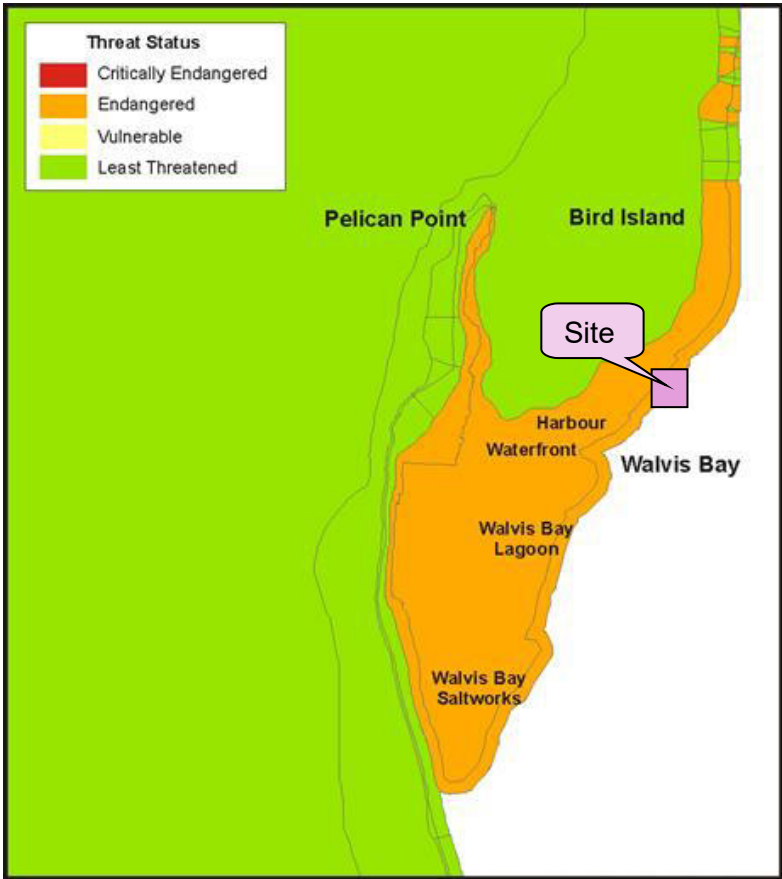 Threat Status
Critically Endangered
Endangered
Vulnerable
Least Threatened
Pelican Point
Bird Island
Site
Harbour
Waterfront
Walvis Bay
Walvis Bay
Lagoon
Walvis Bay
Saltworks